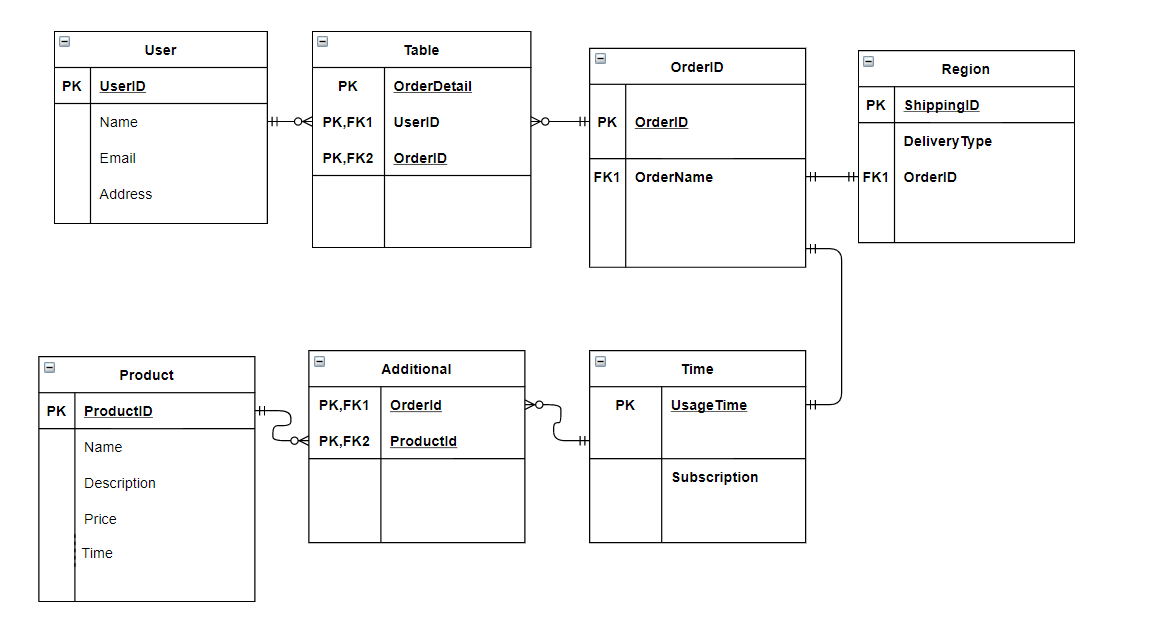 User
PK UserID
Name
Email
Address
Table
PK OrderDetail
PK,FK1 UserID
PK,FK2 OrderID
OrderID
PK OrderID
FK1 OrderName
Region
PK ShippingID
DeliveryType
FK1 OrderID
Product
PK ProductID
Name
Description
Price
Time
Additional
PK,FK1 OrderId
PK,FK2 ProductId
Time
PK UsageTime
Subscription